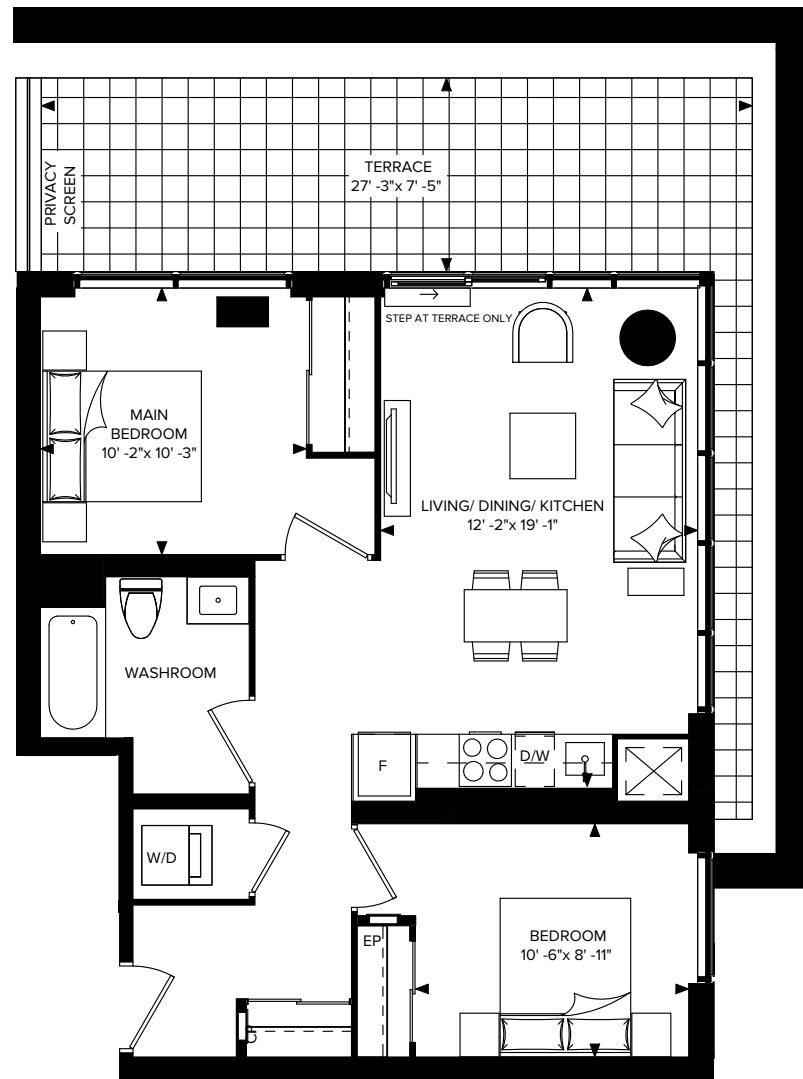 TERRACE
27' -3"x 7' -5"
PRIVACY
SCREEN
STEP AT TERRACE ONLY
MAIN
BEDROOM
10' -2"x 10' -3"
LIVING/ DINING/ KITCHEN
12' -2"x 19' -1"
WASHROOM
F
D/W
W/D
EP
BEDROOM
10' -6"x 8' -11"